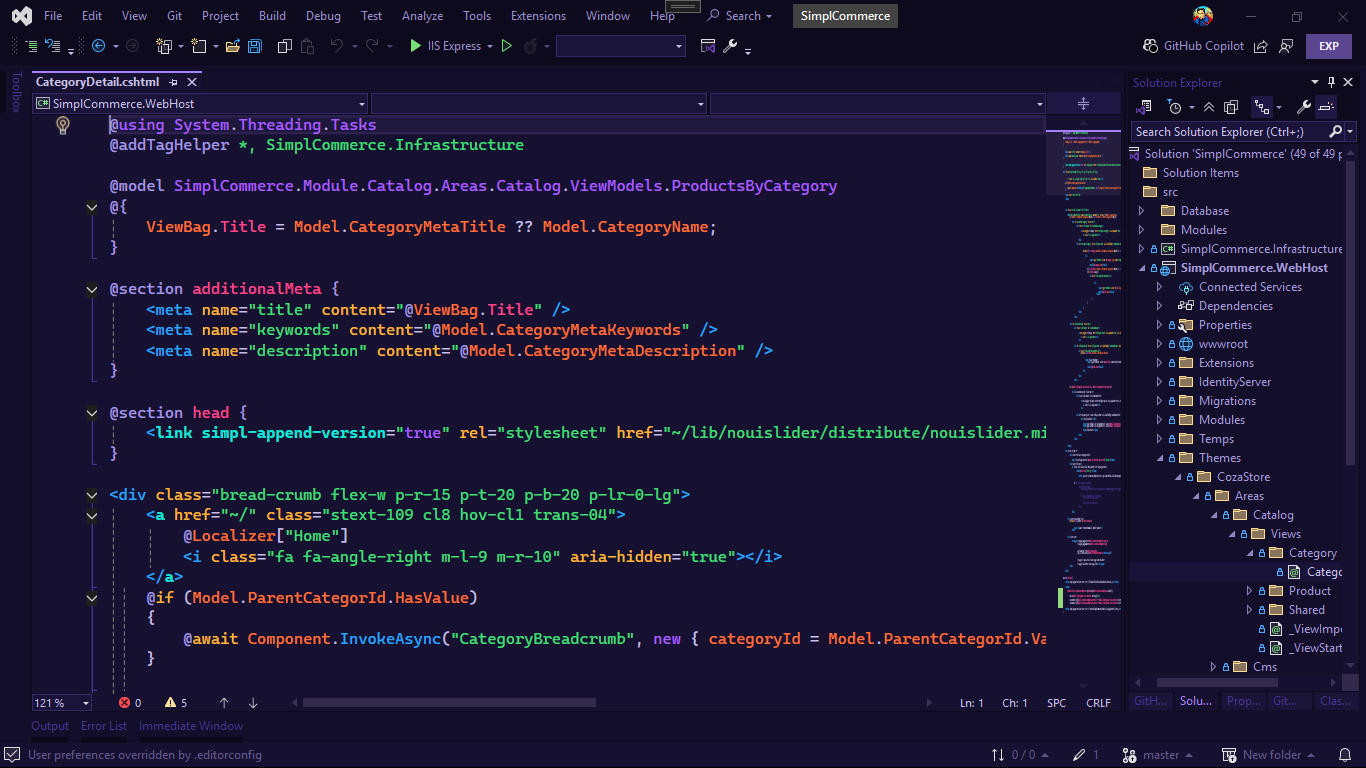 File Edit View Git Project Build Debug Test Analyze Tools Extensions Window Help Search SimplCommerce
IIS Express GitHub Copilot EXP
Toolbox
CategoryDetail.cshtml
SimplCommerce.WebHost
@using System.Threading.Tasks
@addTagHelper *, SimplCommerce.Infrastructure
@model SimplCommerce.Module.Catalog.Areas.Catalog.ViewModels.ProductsByCategory
@{
ViewBag.Title = Model.CategoryMetaTitle ?? Model.CategoryName;
}
@section additionalMeta {
<meta name="title" content="@ViewBag.Title" />
<meta name="keywords" content="@Model.CategoryMetaKeywords" />
<meta name="description" content="@Model.CategoryMetaDescription" />
}
@section head {
<link simpl-append-version="true" rel="stylesheet" href="~/lib/nouislider/distribute/nouislider.mi
}
<div class="bread-crumb flex-w p-r-15 p-t-20 p-b-20 p-lr-0-lg">
<a href="~/" class="stext-109 cl8 hov-cl1 trans-04">
@Localizer["Home"]
<i class="fa fa-angle-right m-l-9 m-r-10" aria-hidden="true"></i>
</a>
@if (Model.ParentCategorId.HasValue)
{
@await Component.InvokeAsync("CategoryBreadcrumb", new { categoryId = Model.ParentCategorId.Va
}
121 % 0 5 Ln: 1 Ch: 1 SPC CRLF
Solution Explorer
Search Solution Explorer (Ctrl+;)
Solution 'SimplCommerce' (49 of 49 p
Solution Items
src
Database
Modules
SimplCommerce.Infrastructure
SimplCommerce.WebHost
Connected Services
Dependencies
Properties
wwwroot
Extensions
IdentityServer
Migrations
Modules
Temps
Themes
CozaStore
Areas
Catalog
Views
Category
Categc
Product
Shared
_ViewImpo
_ViewStart
Cms
GitH... Solu... Prop... Git... Clas...
Output Error List Immediate Window
User preferences overridden by .editorconfig 0 / 0 1 master New folder